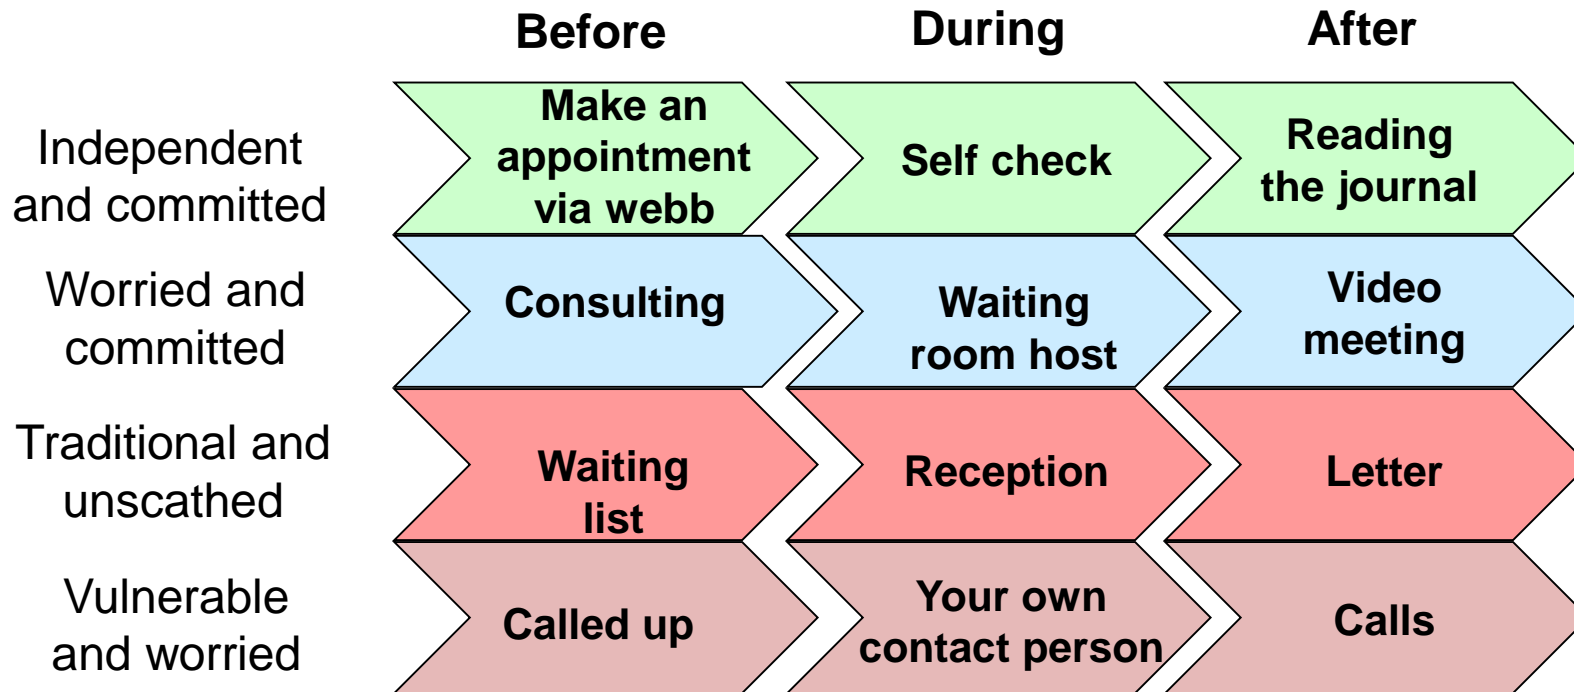 Before
During
After
Independent
and committed
Make an
appointment
via webb
Self check
Reading
the journal
Worried and
committed
Consulting
Waiting
room host
Video
meeting
Traditional and
unscathed
Waiting
list
Reception
Letter
Vulnerable
and worried
Called up
Your own
contact person
Calls